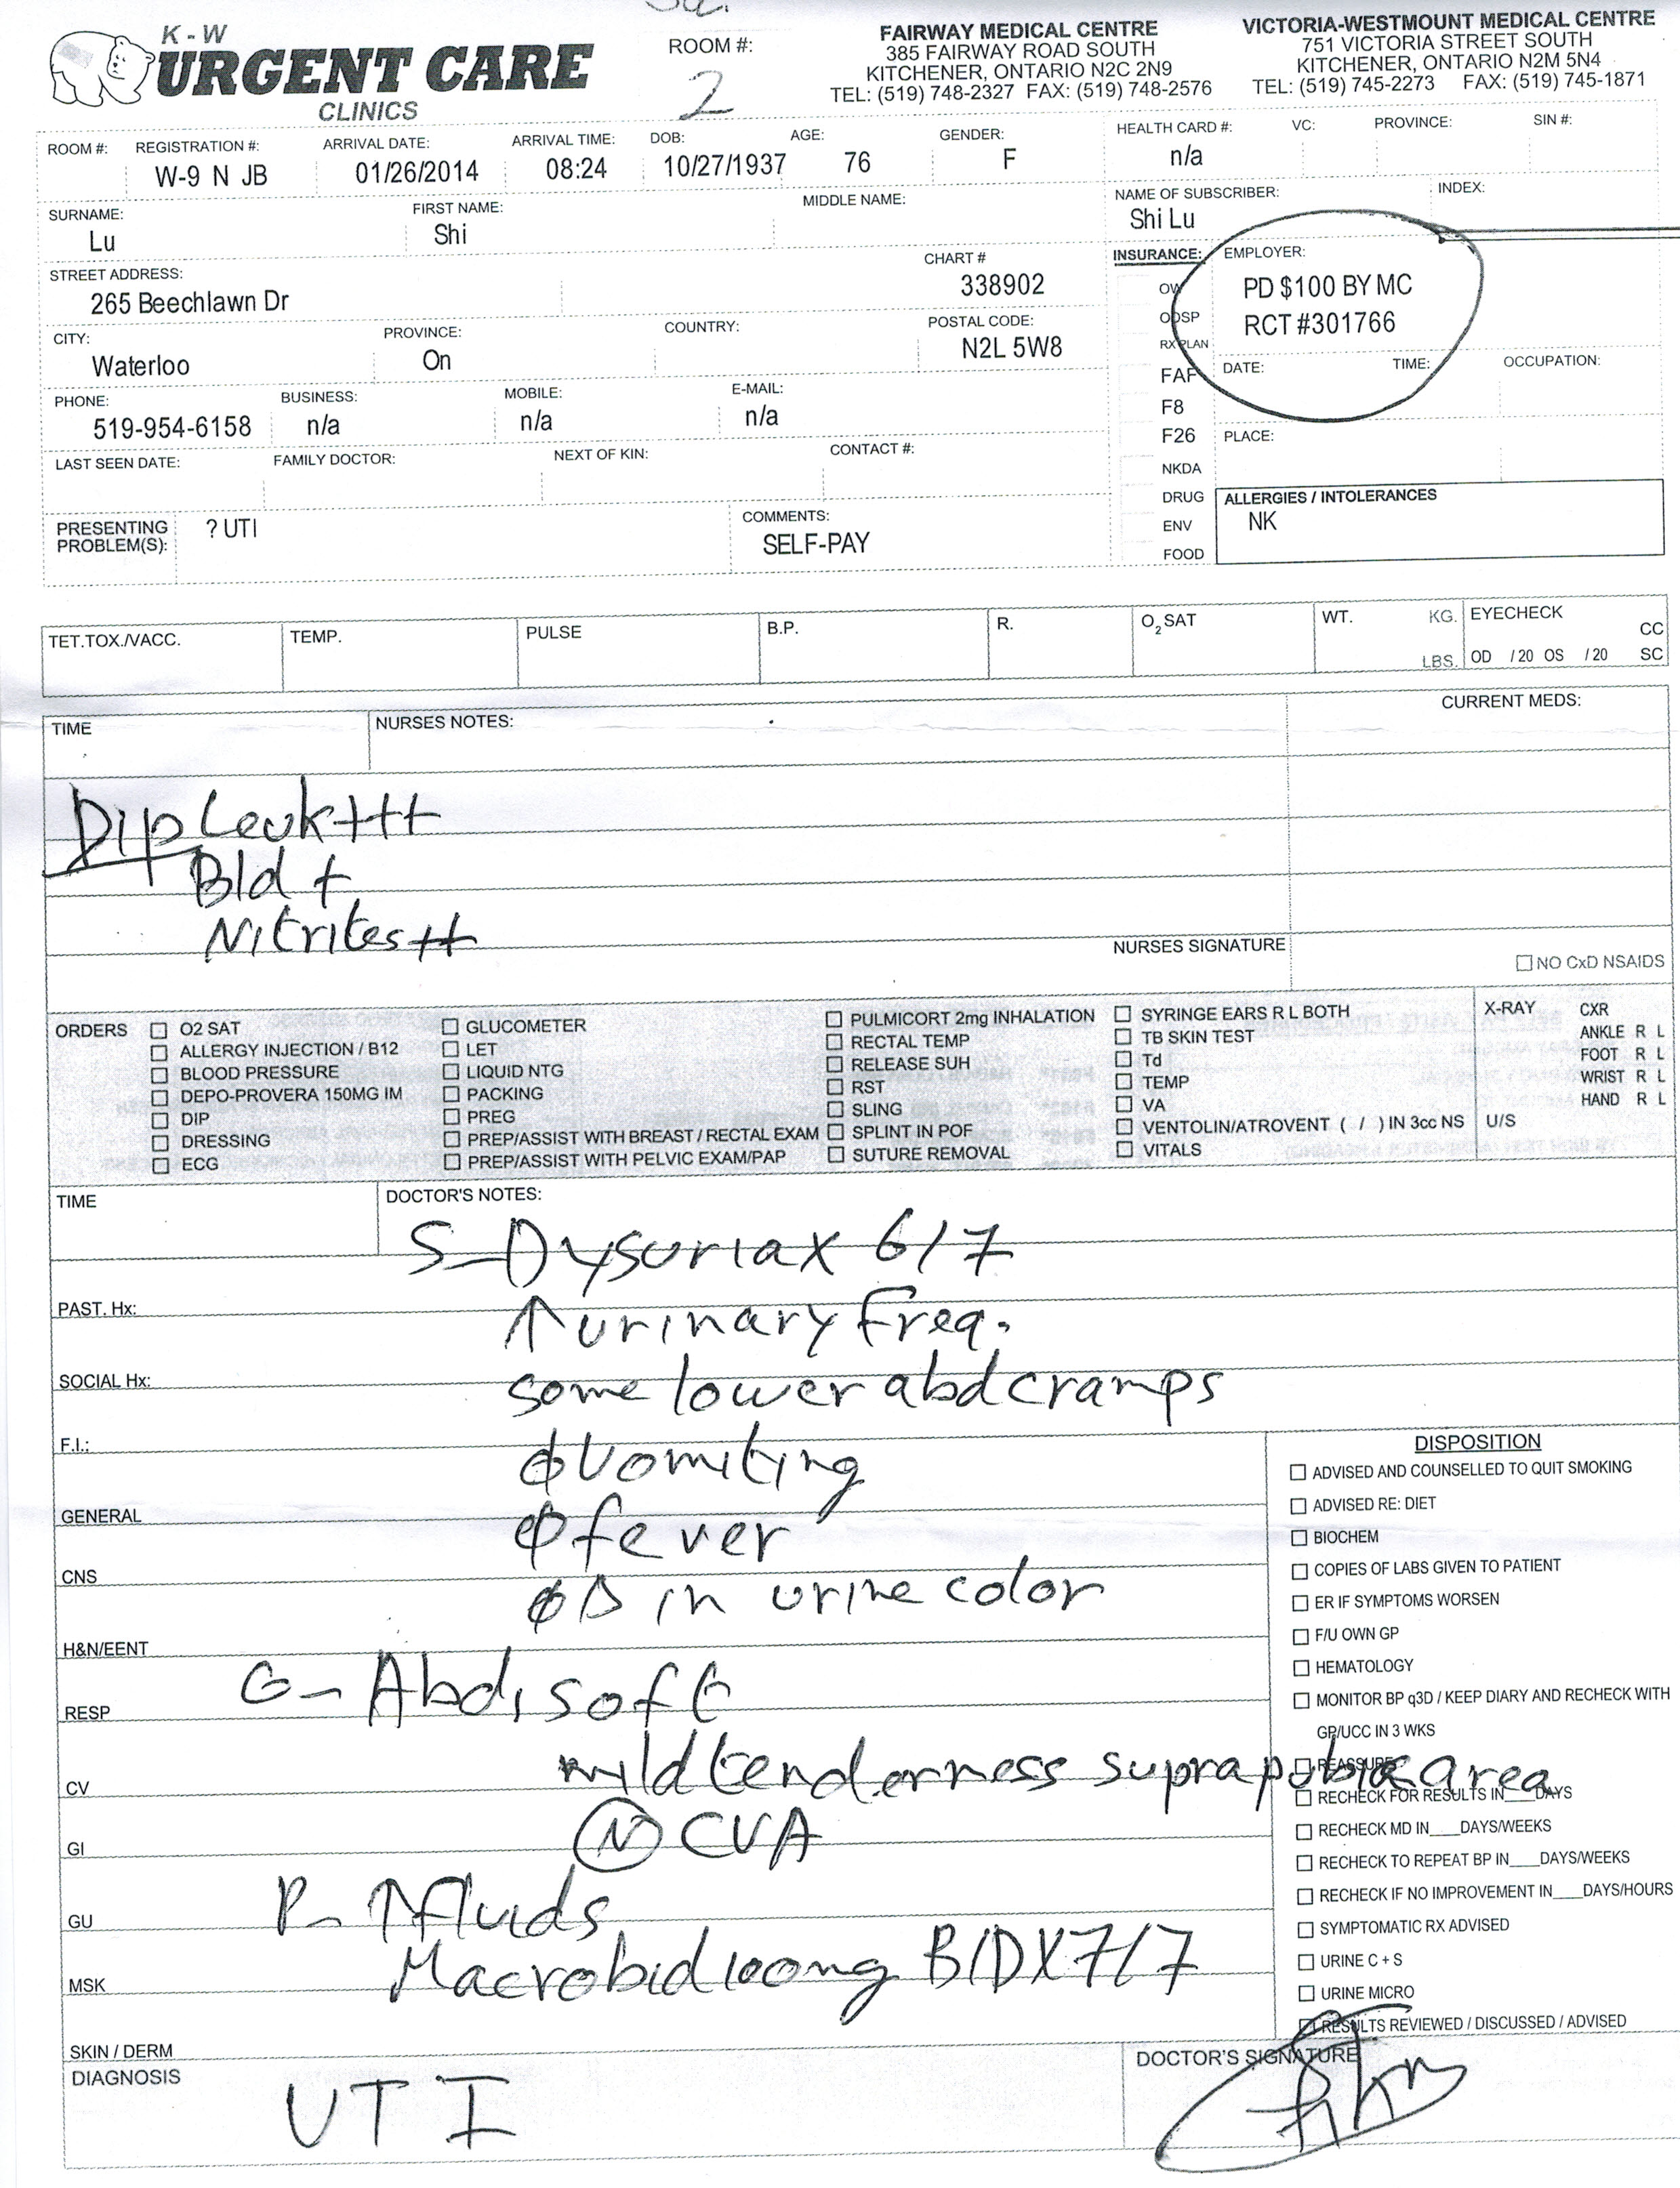 K-W
URGENT CARE
CLINICS
ROOM #:
2
FAIRWAY MEDICAL CENTRE
385 FAIRWAY ROAD SOUTH
KITCHENER, ONTARIO N2C 2N9
TEL: (519) 748-2327 FAX: (519) 748-2576
VICTORIA-WESTMOUNT MEDICAL CENTRE
751 VICTORIA STREET SOUTH
KITCHENER, ONTARIO N2M 5N4
TEL: (519) 745-2273 FAX: (519) 745-1871
ROOM #: REGISTRATION #: ARRIVAL DATE: ARRIVAL TIME: DOB: AGE: GENDER: HEALTH CARD #: VC: PROVINCE: SIN #:
W-9 N JB 01/26/2014 08:24 10/27/1937 76 F n/a
SURNAME: FIRST NAME: MIDDLE NAME: NAME OF SUBSCRIBER: INDEX:
Lu Shi Shi Lu
STREET ADDRESS: CHART # INSURANCE: EMPLOYER:
265 Beechlawn Dr 338902 OW PD $100 BY MC
ODSP RCT #301766
CITY: PROVINCE: COUNTRY: POSTAL CODE: RX PLAN
Waterloo On N2L 5W8
FAF DATE: TIME: OCCUPATION:
PHONE: BUSINESS: MOBILE: E-MAIL: F8
519-954-6158 n/a n/a n/a
F26 PLACE:
LAST SEEN DATE: FAMILY DOCTOR: NEXT OF KIN: CONTACT #: NKDA
DRUG ALLERGIES / INTOLERANCES
PRESENTING PROBLEM(S): ? UTI COMMENTS: ENV NK
SELF-PAY FOOD
TET.TOX./VACC. TEMP. PULSE B.P. R. O2 SAT WT. KG. EYECHECK CC
LBS. OD /20 OS /20 SC
TIME NURSES NOTES: CURRENT MEDS:
Dip Leuk+++
Bld +
Nitrites++
NURSES SIGNATURE
NO CxD NSAIDS
ORDERS
O2 SAT
ALLERGY INJECTION / B12
BLOOD PRESSURE
DEPO-PROVERA 150MG IM
DIP
DRESSING
ECG
GLUCOMETER
LET
LIQUID NTG
PACKING
PREG
PREP/ASSIST WITH BREAST / RECTAL EXAM
PREP/ASSIST WITH PELVIC EXAM/PAP
PULMICORT 2mg INHALATION
RECTAL TEMP
RELEASE SUH
RST
SLING
SPLINT IN POF
SUTURE REMOVAL
SYRINGE EARS R L BOTH
TB SKIN TEST
Td
TEMP
VA
VENTOLIN/ATROVENT ( / ) IN 3cc NS
VITALS
X-RAY CXR
ANKLE R L
FOOT R L
WRIST R L
HAND R L
U/S
TIME DOCTOR'S NOTES:
S-Dysuria x 6/7
PAST. Hx:
↑ urinary freq.
SOCIAL Hx:
some lower abd cramps
F.I.:
ϕ vomiting
GENERAL
ϕ fever
CNS
ϕ Δ in urine color
H&N/EENT
O- Abd, soft
RESP
mild tenderness suprapubic area
CV
Ⓝ CVA
GI
P- ↑ fluids
GU
Macrobid 100mg BID X 7/7
MSK
SKIN / DERM
DISPOSITION
ADVISED AND COUNSELLED TO QUIT SMOKING
ADVISED RE: DIET
BIOCHEM
COPIES OF LABS GIVEN TO PATIENT
ER IF SYMPTOMS WORSEN
F/U OWN GP
HEMATOLOGY
MONITOR BP q3D / KEEP DIARY AND RECHECK WITH
GP/UCC IN 3 WKS
REASSURE
RECHECK FOR RESULTS IN___DAYS
RECHECK MD IN___DAYS/WEEKS
RECHECK TO REPEAT BP IN___DAYS/WEEKS
RECHECK IF NO IMPROVEMENT IN___DAYS/HOURS
SYMPTOMATIC RX ADVISED
URINE C + S
URINE MICRO
RESULTS REVIEWED / DISCUSSED / ADVISED
DIAGNOSIS
UTI
DOCTOR'S SIGNATURE